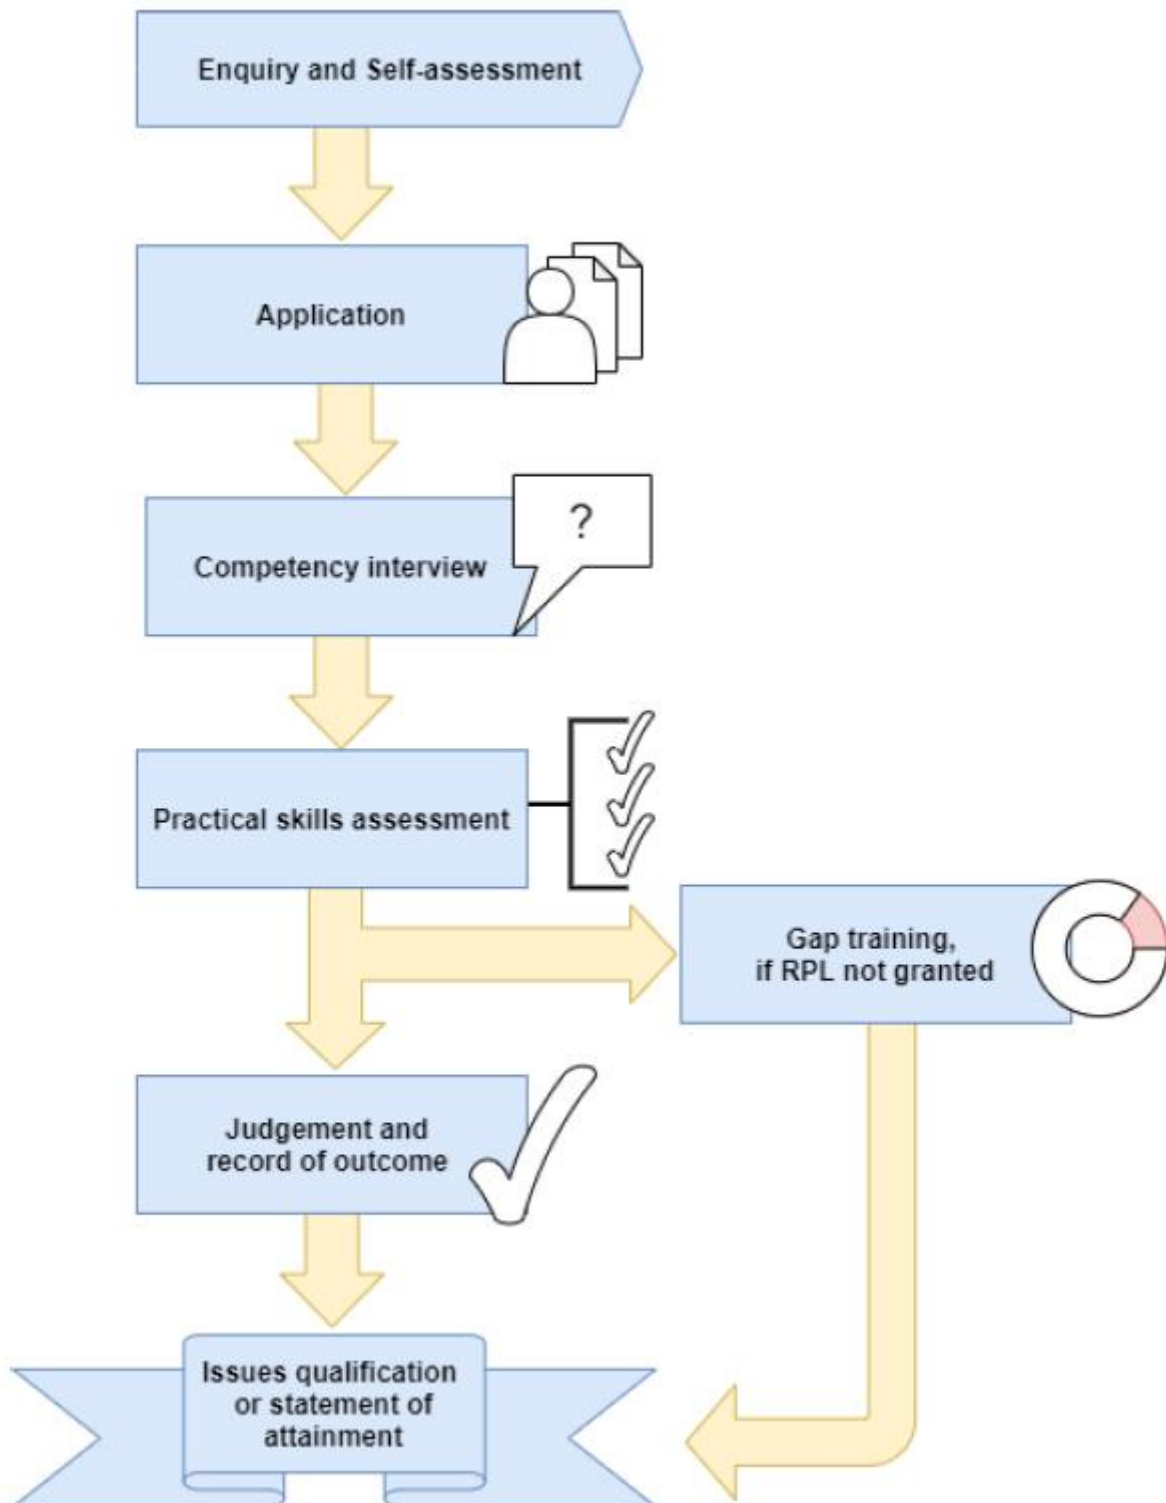 Enquiry and Self-assessment
Application
Competency interview
?
Practical skills assessment
Gap training,
if RPL not granted
Judgement and
record of outcome
Issues qualification
or statement of
attainment